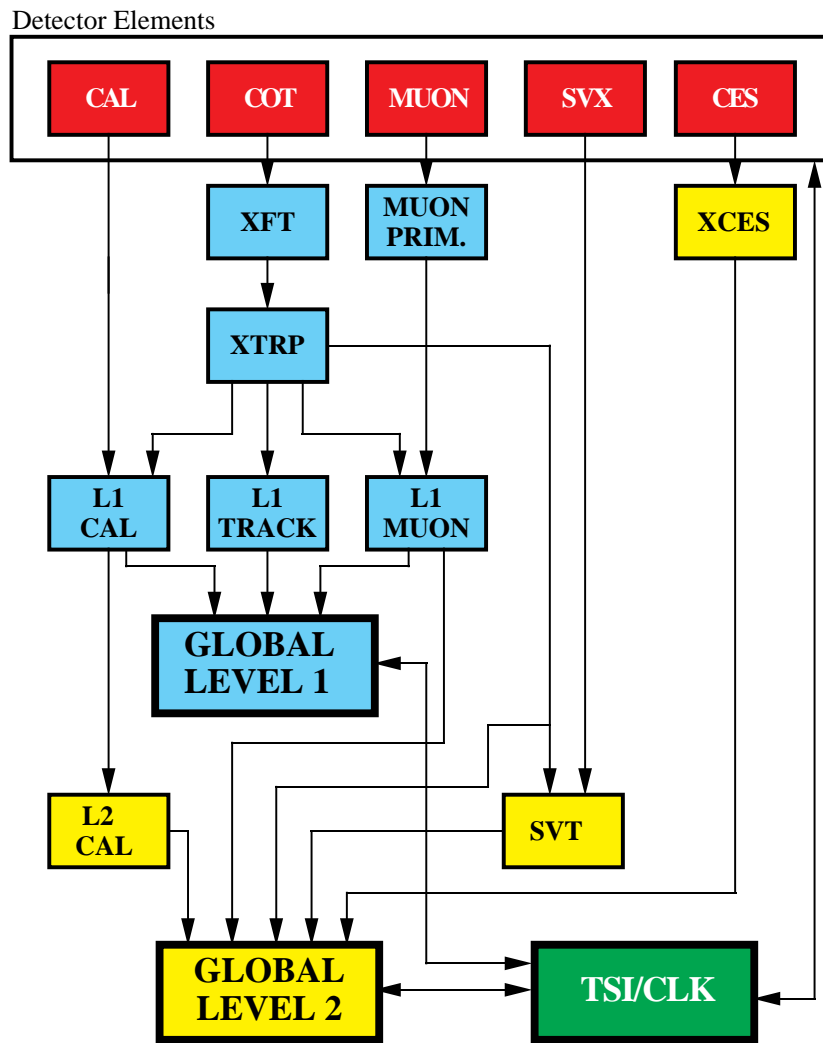 Detector Elements
CAL
COT
MUON
SVX
CES
XFT
MUON
PRIM.
XCES
XTRP
L1
CAL
L1
TRACK
L1
MUON
GLOBAL
LEVEL 1
L2
CAL
SVT
GLOBAL
LEVEL 2
TSI/CLK